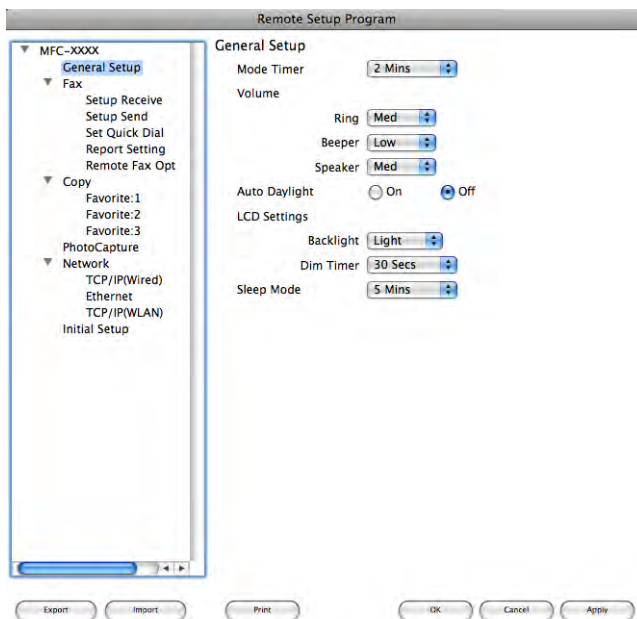 Remote Setup Program
MFC-XXXX
General Setup
Fax
Setup Receive
Setup Send
Set Quick Dial
Report Setting
Remote Fax Opt
Copy
Favorite:1
Favorite:2
Favorite:3
PhotoCapture
Network
TCP/IP(Wired)
Ethernet
TCP/IP(WLAN)
Initial Setup
General Setup
Mode Timer 2 Mins
Volume
Ring Med
Beeper Low
Speaker Med
Auto Daylight On Off
LCD Settings
Backlight Light
Dim Timer 30 Secs
Sleep Mode 5 Mins
Export Import Print OK Cancel Apply